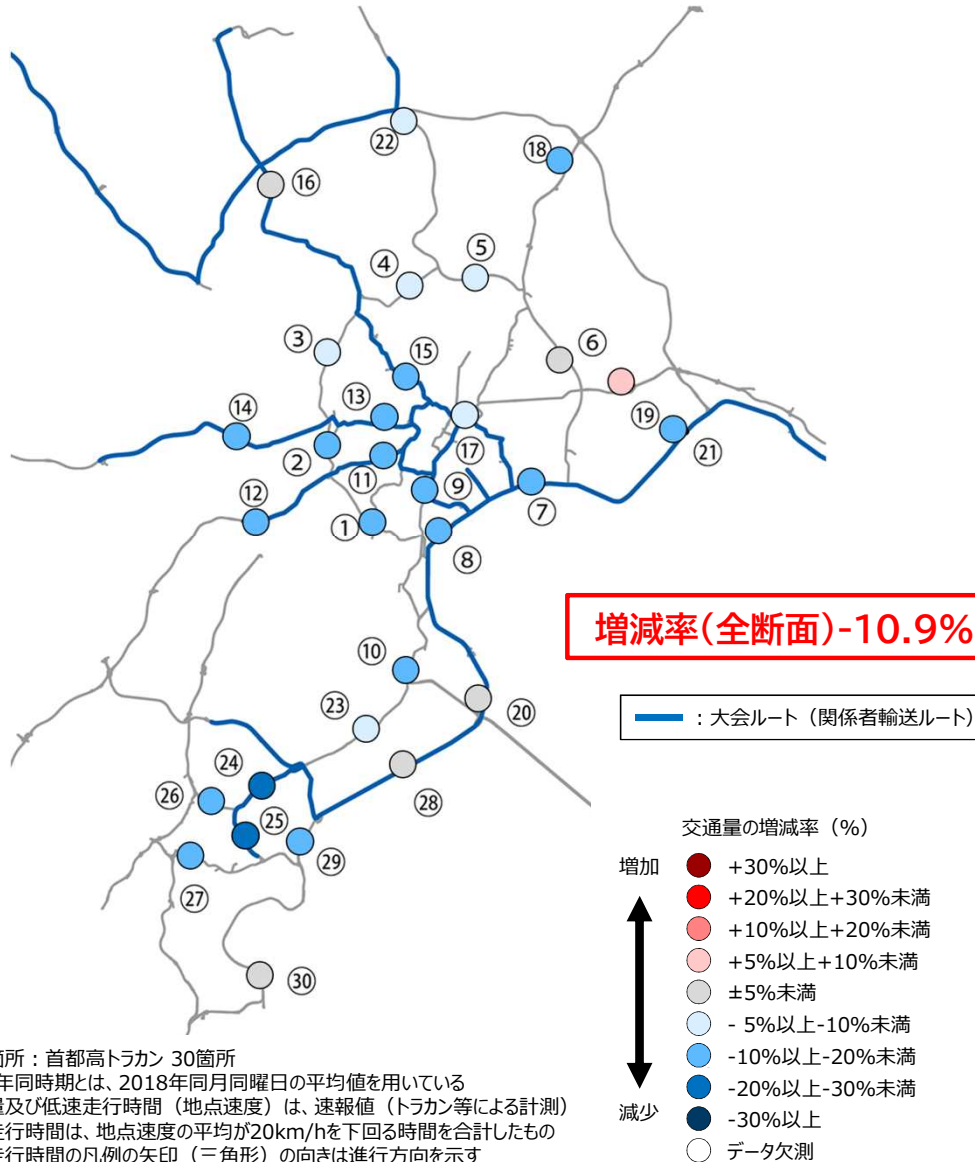 ㉒
⑱
⑯
⑤
④
③
⑥
⑮
⑬
⑭
⑲
②
⑪
⑰
㉑
⑫
⑨
①
⑦
⑧
増減率(全断面)-10.9%
⑩
⑳
㉓
:大会ルート(関係者輸送ルート)
㉔
㉖
㉕
㉘
㉙
㉗
㉚
交通量の増減率(%)
増加
+30%以上
+20%以上+30%未満
+10%以上+20%未満
+5%以上+10%未満
±5%未満
- 5%以上-10%未満
-10%以上-20%未満
-20%以上-30%未満
減少
-30%以上
データ欠測
箇所:首都高トラカン 30箇所
年同時期とは、2018年同月同曜日の平均値を用いている
量及び低速走行時間(地点速度)は、速報値(トラカン等による計測)
走行時間は、地点速度の平均が20km/hを下回る時間を合計したもの
走行時間の凡例の矢印(三角形)の向きは進行方向を示す